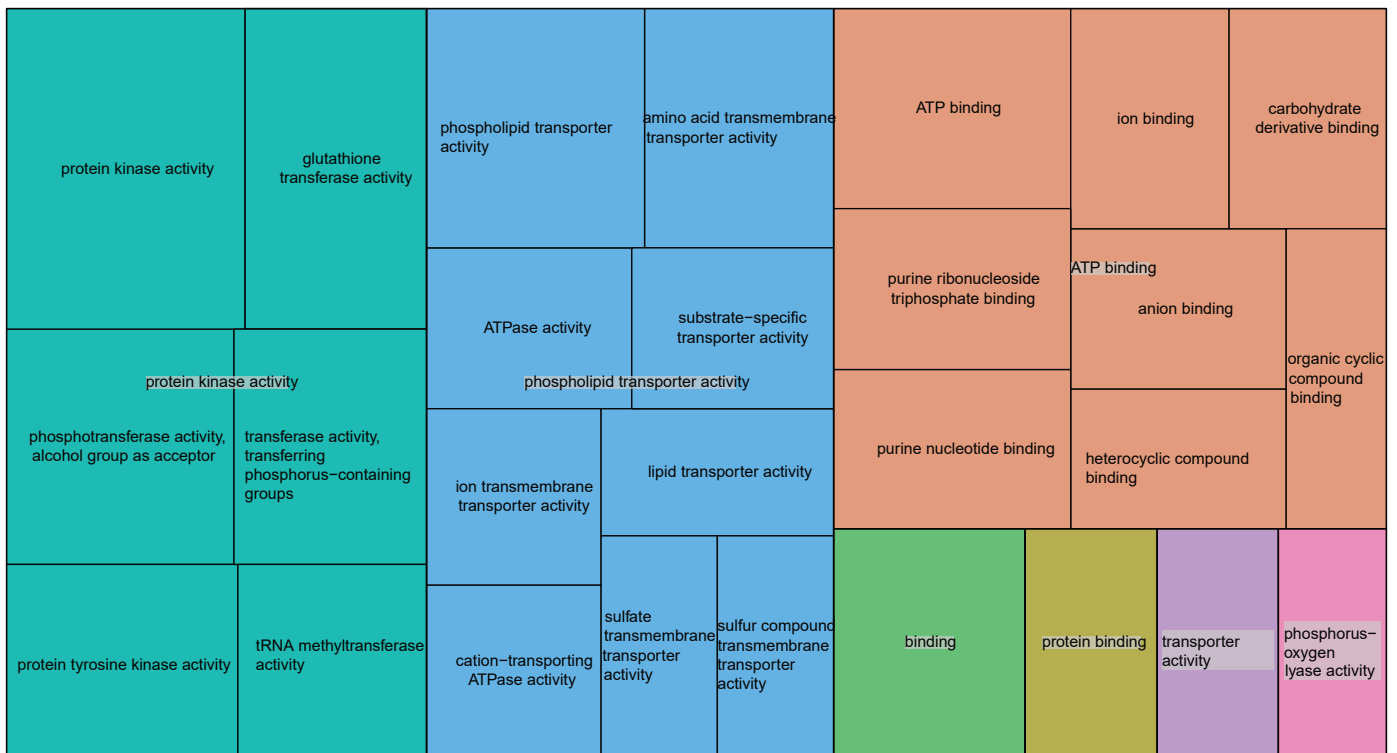 protein kinase activity
glutathione
transferase activity
protein kinase activity
phosphotransferase activity,
alcohol group as acceptor
transferase activity,
transferring
phosphorus−containing
groups
protein tyrosine kinase activity
tRNA methyltransferase
activity
phospholipid transporter
activity
amino acid transmembrane
transporter activity
ATPase activity
substrate−specific
transporter activity
phospholipid transporter activity
ion transmembrane
transporter activity
lipid transporter activity
cation−transporting
ATPase activity
sulfate
transmembrane
transporter
activity
sulfur compound
transmembrane
transporter
activity
ATP binding
ion binding
carbohydrate
derivative binding
purine ribonucleoside
triphosphate binding
ATP binding
anion binding
organic cyclic
compound
binding
purine nucleotide binding
heterocyclic compound
binding
binding
protein binding
transporter
activity
phosphorus−
oxygen
lyase activity